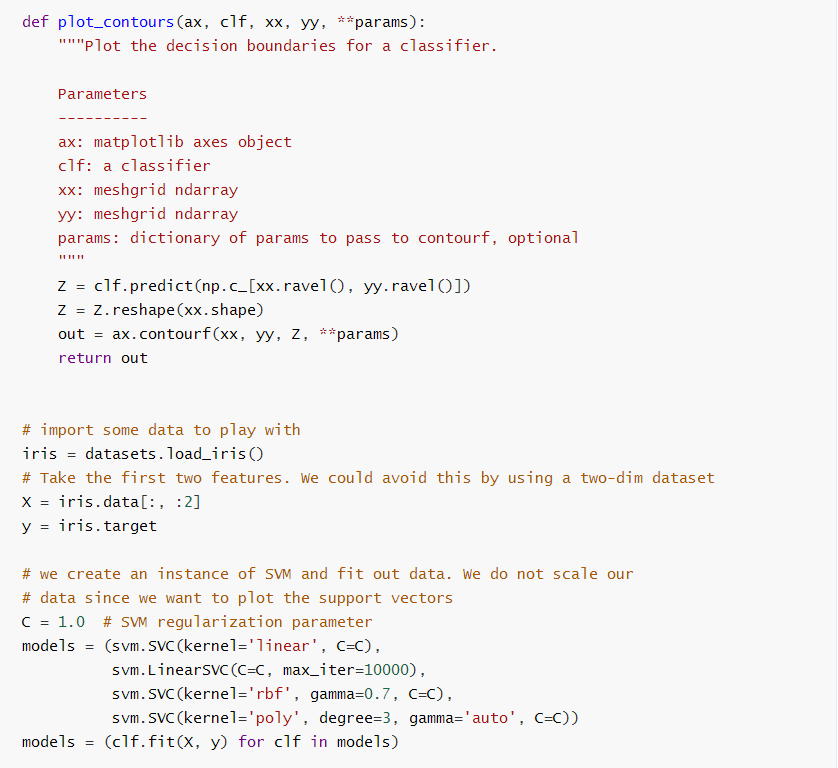 def plot_contours(ax, clf, xx, yy, **params):
    """Plot the decision boundaries for a classifier.

    Parameters
    ----------
    ax: matplotlib axes object
    clf: a classifier
    xx: meshgrid ndarray
    yy: meshgrid ndarray
    params: dictionary of params to pass to contourf, optional
    """
    Z = clf.predict(np.c_[xx.ravel(), yy.ravel()])
    Z = Z.reshape(xx.shape)
    out = ax.contourf(xx, yy, Z, **params)
    return out


# import some data to play with
iris = datasets.load_iris()
# Take the first two features. We could avoid this by using a two-dim dataset
X = iris.data[:, :2]
y = iris.target

# we create an instance of SVM and fit out data. We do not scale our
# data since we want to plot the support vectors
C = 1.0  # SVM regularization parameter
models = (svm.SVC(kernel='linear', C=C),
          svm.LinearSVC(C=C, max_iter=10000),
          svm.SVC(kernel='rbf', gamma=0.7, C=C),
          svm.SVC(kernel='poly', degree=3, gamma='auto', C=C))
models = (clf.fit(X, y) for clf in models)